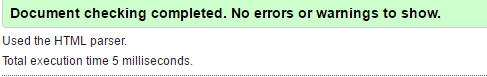 Document checking completed. No errors or warnings to show.
Used the HTML parser.
Total execution time 5 milliseconds.